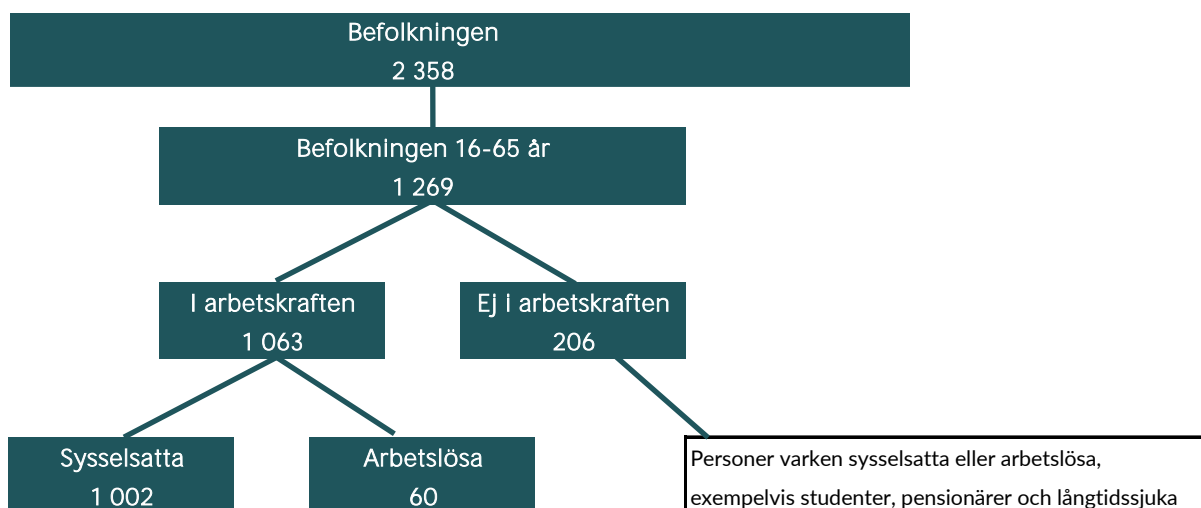 Befolkningen
2 358
Befolkningen 16-65 år
1 269
I arbetskraften
1 063
Ej i arbetskraften
206
Sysselsatta
1 002
Arbetslösa
60
Personer varken sysselsatta eller arbetslösa,
exempelvis studenter, pensionärer och långtidssjuka